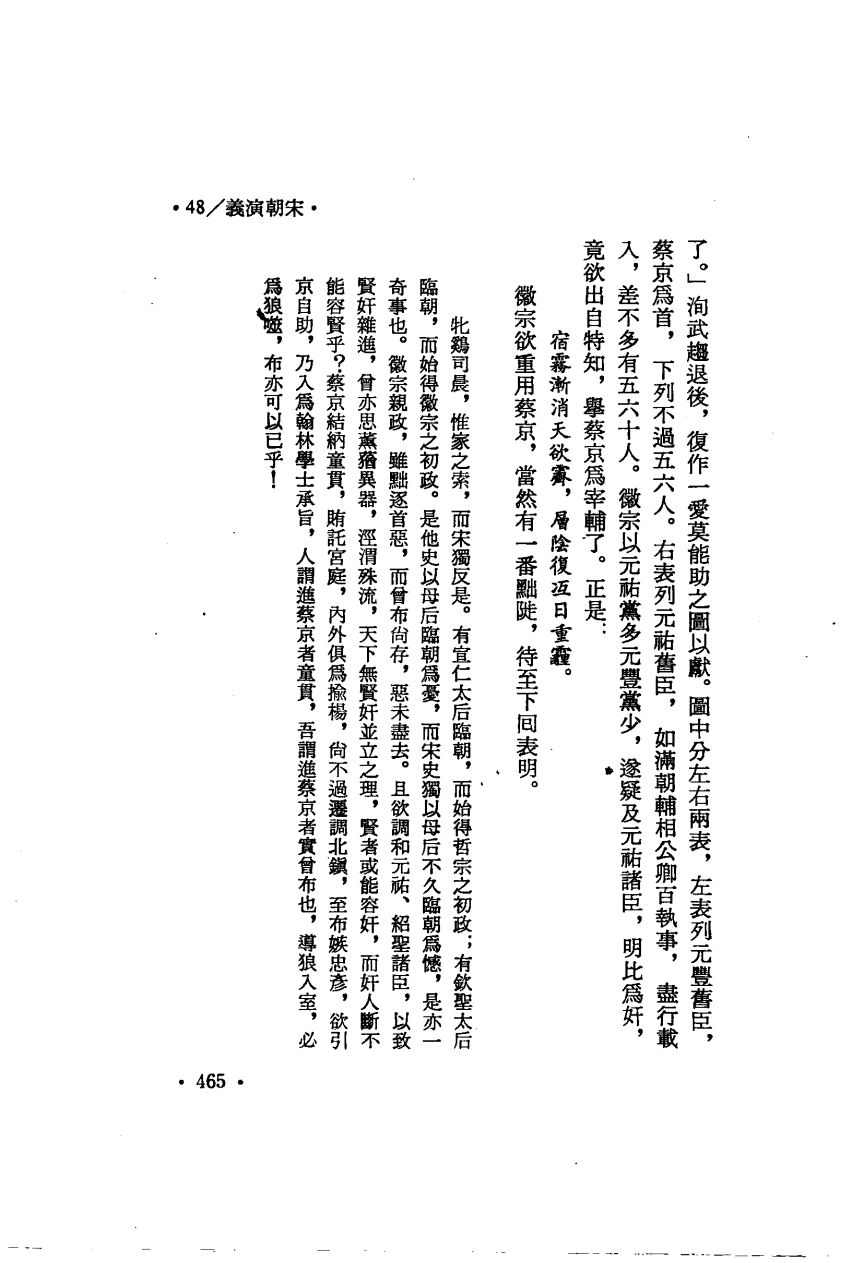 •48／義演朝宋•
了。」洵武趨退後，復作一愛莫能助之圖以獻。圖中分左右兩表，左表列元豐舊臣，
蔡京爲首，下列不過五六人。右表列元祐舊臣，如滿朝輔相公卿百執事，盡行載
入，差不多有五六十人。徽宗以元祐黨多元豐黨少，遂疑及元祐諸臣，朋比爲奸，
竟欲出自特知，舉蔡京爲宰輔了。正是：
宿霧漸消天欲霽，層陰復沍日重霾。
徽宗欲重用蔡京，當然有一番黜陟，待至下回表明。
牝鷄司晨，惟家之索，而宋獨反是。有宣仁太后臨朝，而始得哲宗之初政；有欽聖太后
臨朝，而始得徽宗之初政。是他史以母后臨朝爲憂，而宋史獨以母后不久臨朝爲憾，是亦一
奇事也。徽宗親政，雖黜逐首惡，而曾布尙存，惡未盡去。且欲調和元祐、紹聖諸臣，以致
賢奸雜進，曾亦思薰蕕異器，涇渭殊流，天下無賢奸並立之理，賢者或能容奸，而奸人斷不
能容賢乎？蔡京結納童貫，賄託宮庭，內外俱爲揄楊，尙不過遷調北鎭，至布嫉忠彥，欲引
京自助，乃入爲翰林學士承旨，人謂進蔡京者童貫，吾謂進蔡京者實曾布也，導狼入室，必
爲狼噬，布亦可以已乎！
•465•